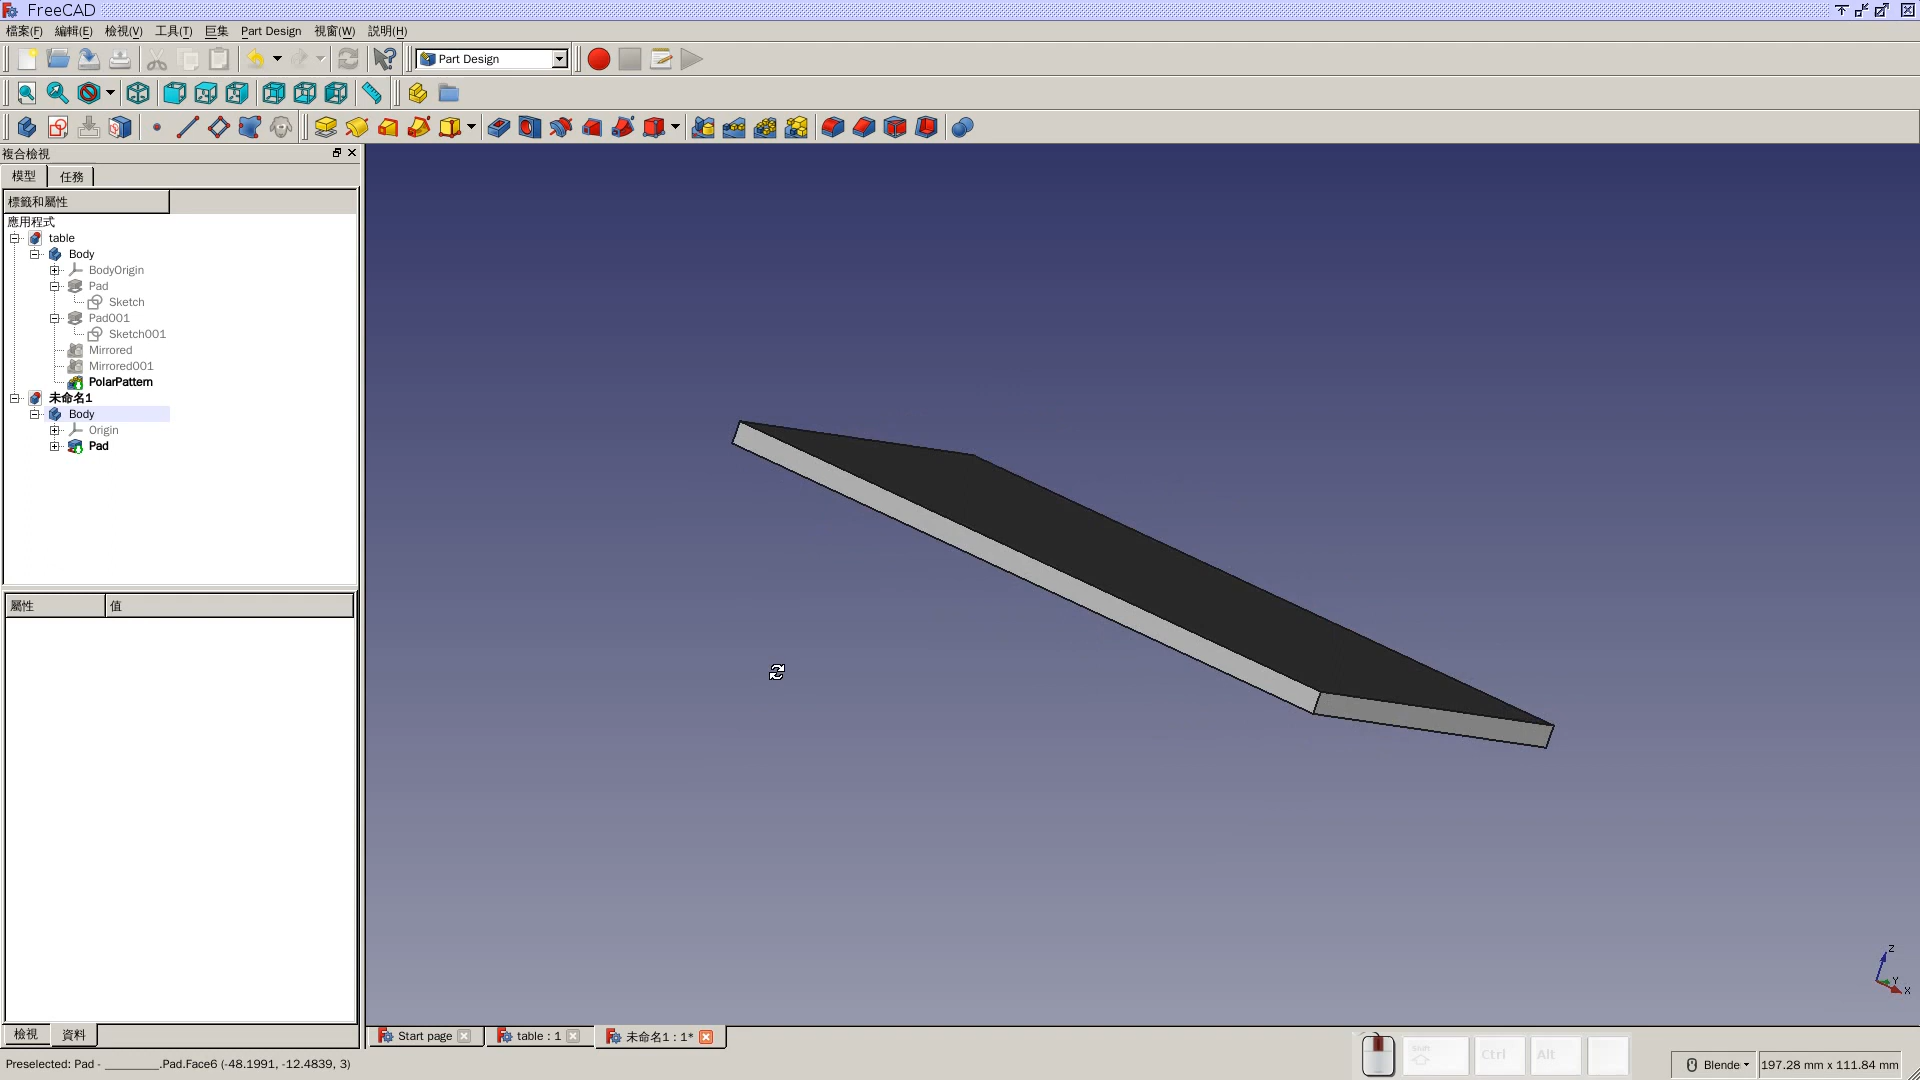 FreeCAD
檔案(F) 編輯(E) 檢視(V) 工具(T) 巨集 Part Design 視窗(W) 說明(H)
Part Design
複合檢視
模型 任務
標籤和屬性
應用程式
table
Body
BodyOrigin
Pad
Sketch
Pad001
Sketch001
Mirrored
Mirrored001
PolarPattern
未命名1
Body
Origin
Pad
屬性 值
Z
Y
X
檢視 資料
Start page table : 1 未命名1 : 1*
Shift
Ctrl Alt
Preselected: Pad - _________.Pad.Face6 (-48.1991, -12.4839, 3)
Blende 197.28 mm x 111.84 mm